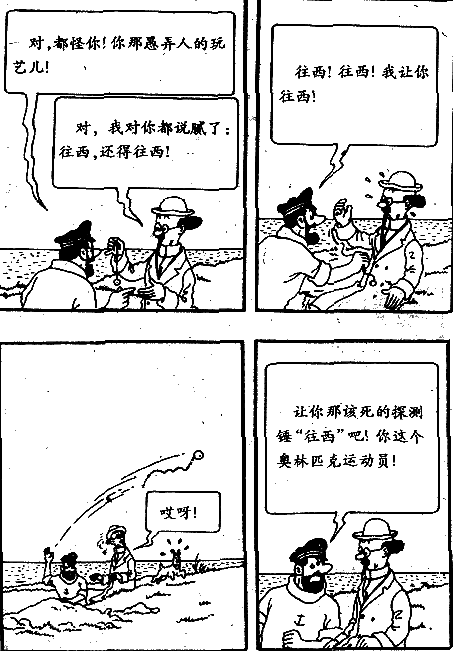 对,都怪你!你那愚弄人的玩
艺儿!
对,我对你都说腻了:
往西,还得往西!
往西!往西!我让你
往西!
哎呀!
让你那该死的探测
锤“往西”吧!你这个
奥林匹克运动员!